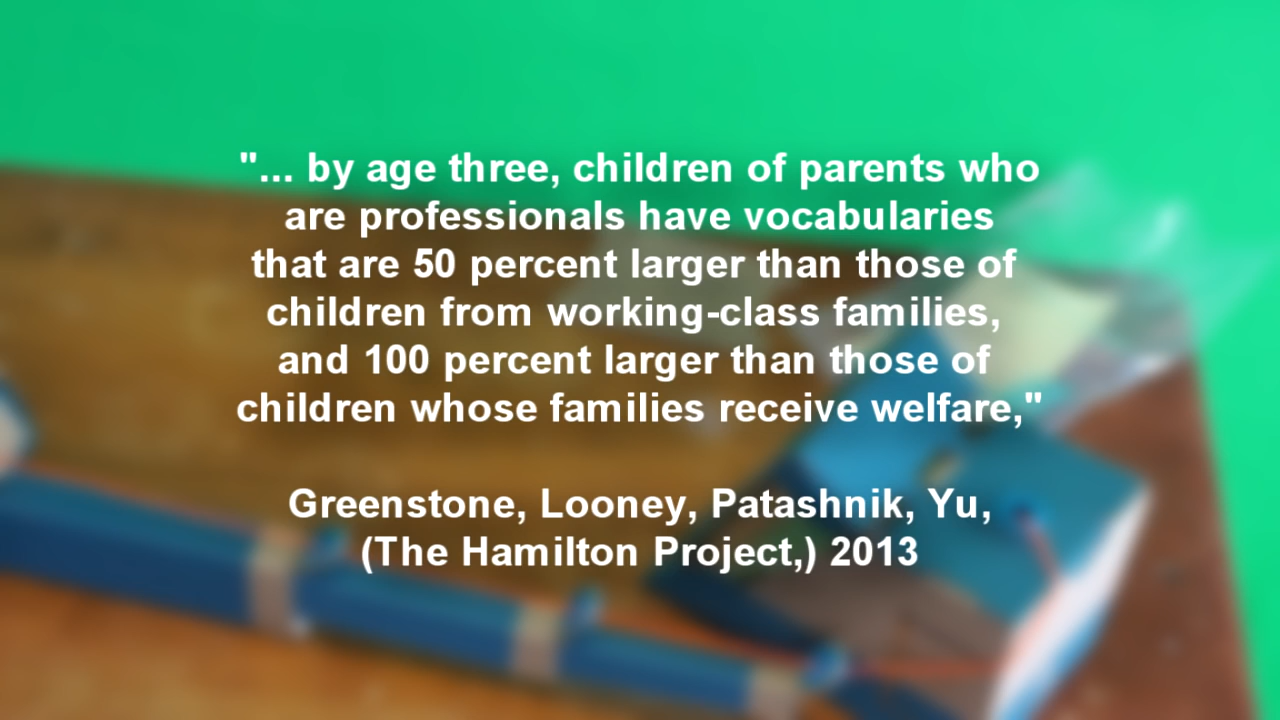 "... by age three, children of parents who
are professionals have vocabularies
that are 50 percent larger than those of
children from working-class families,
and 100 percent larger than those of
children whose families receive welfare,"
Greenstone, Looney, Patashnik, Yu,
(The Hamilton Project,) 2013